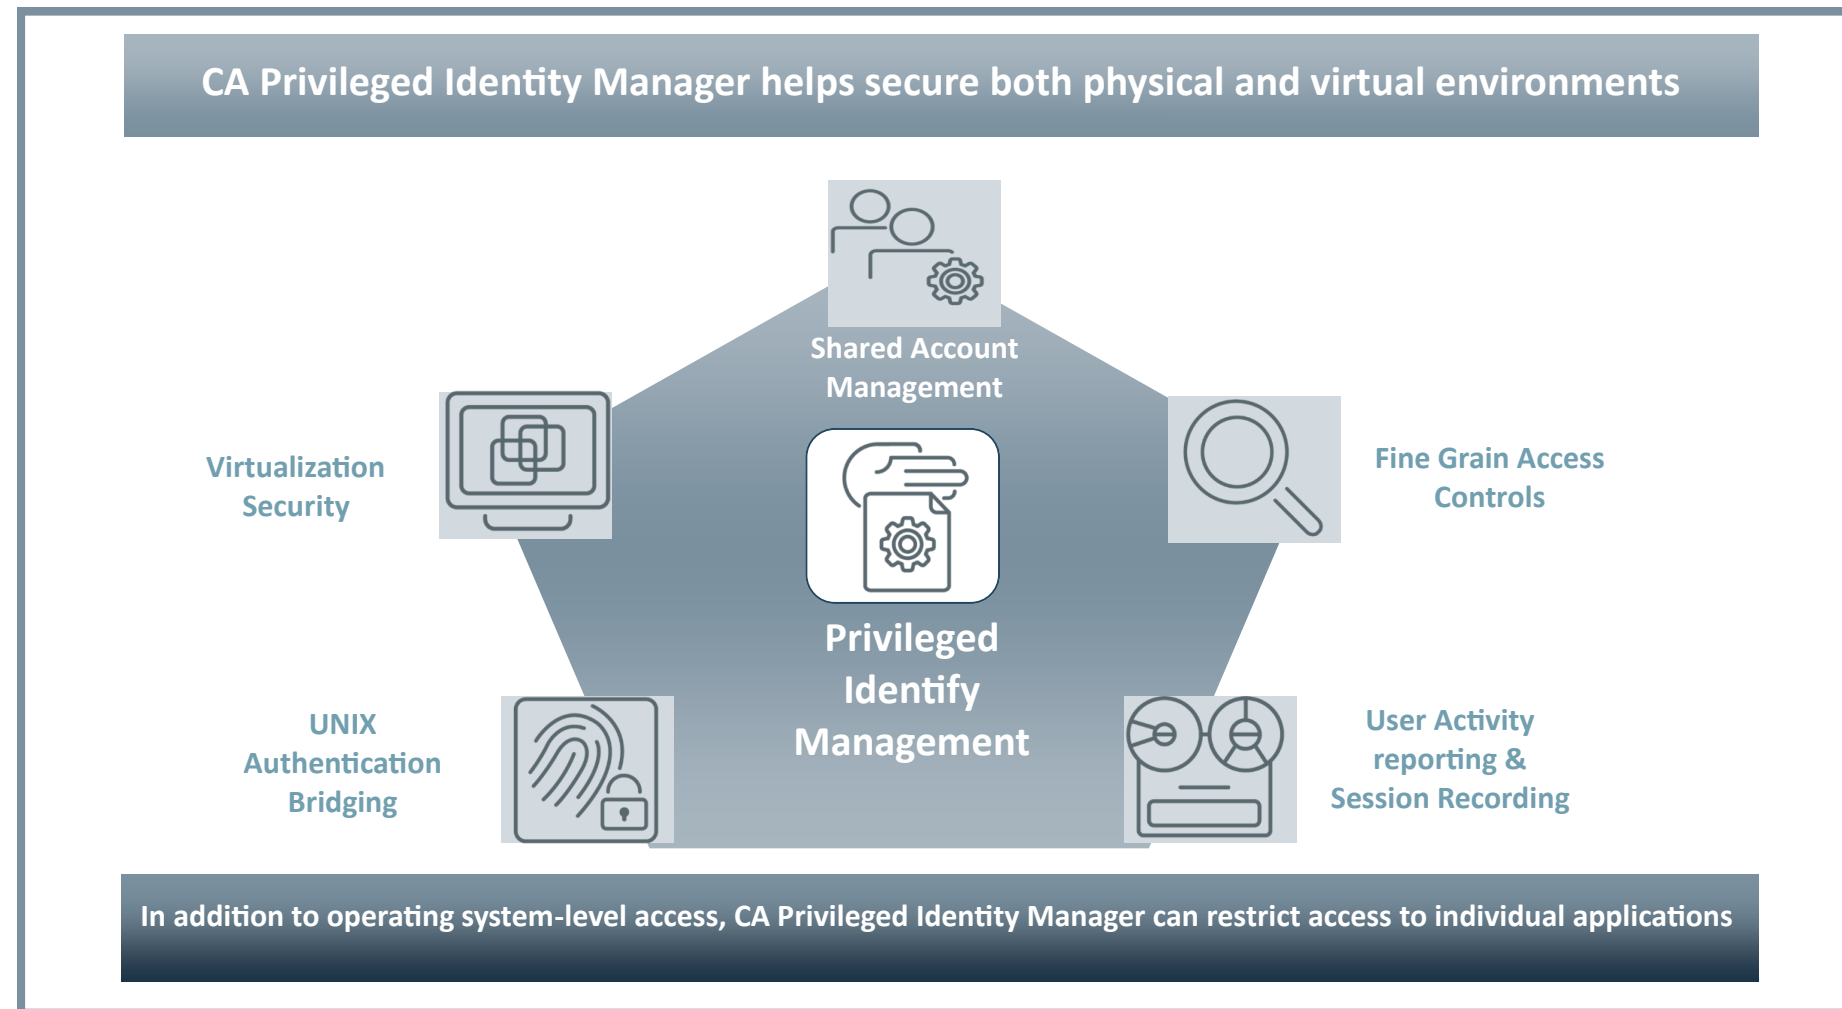 CA Privileged Identity Manager helps secure both physical and virtual environments
Shared Account
Management
Virtualization
Security
Fine Grain Access
Controls
Privileged
Identify
Management
UNIX
Authentication
Bridging
User Activity
reporting &
Session Recording
In addition to operating system-level access, CA Privileged Identity Manager can restrict access to individual applications